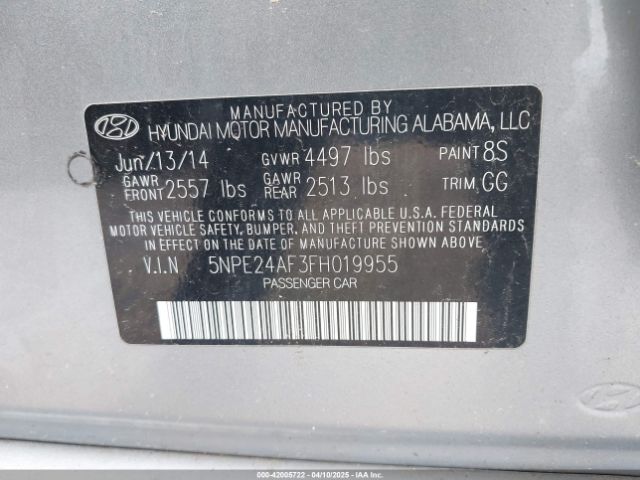 MANUFACTURED BY
HYUNDAI MOTOR MANUFACTURING ALABAMA, LLC
Jun/13/14 GVWR 4497 lbs PAINT 8S
GAWR FRONT 2557 lbs GAWR REAR 2513 lbs TRIM GG
THIS VEHICLE CONFORMS TO ALL APPLICABLE U.S.A. FEDERAL
MOTOR VEHICLE SAFETY, BUMPER, AND THEFT PREVENTION STANDARDS
IN EFFECT ON THE DATE OF MANUFACTURE SHOWN ABOVE
V.I.N 5NPE24AF3FH019955
PASSENGER CAR
000-42005722 - 04/10/2025 - IAAI.COM